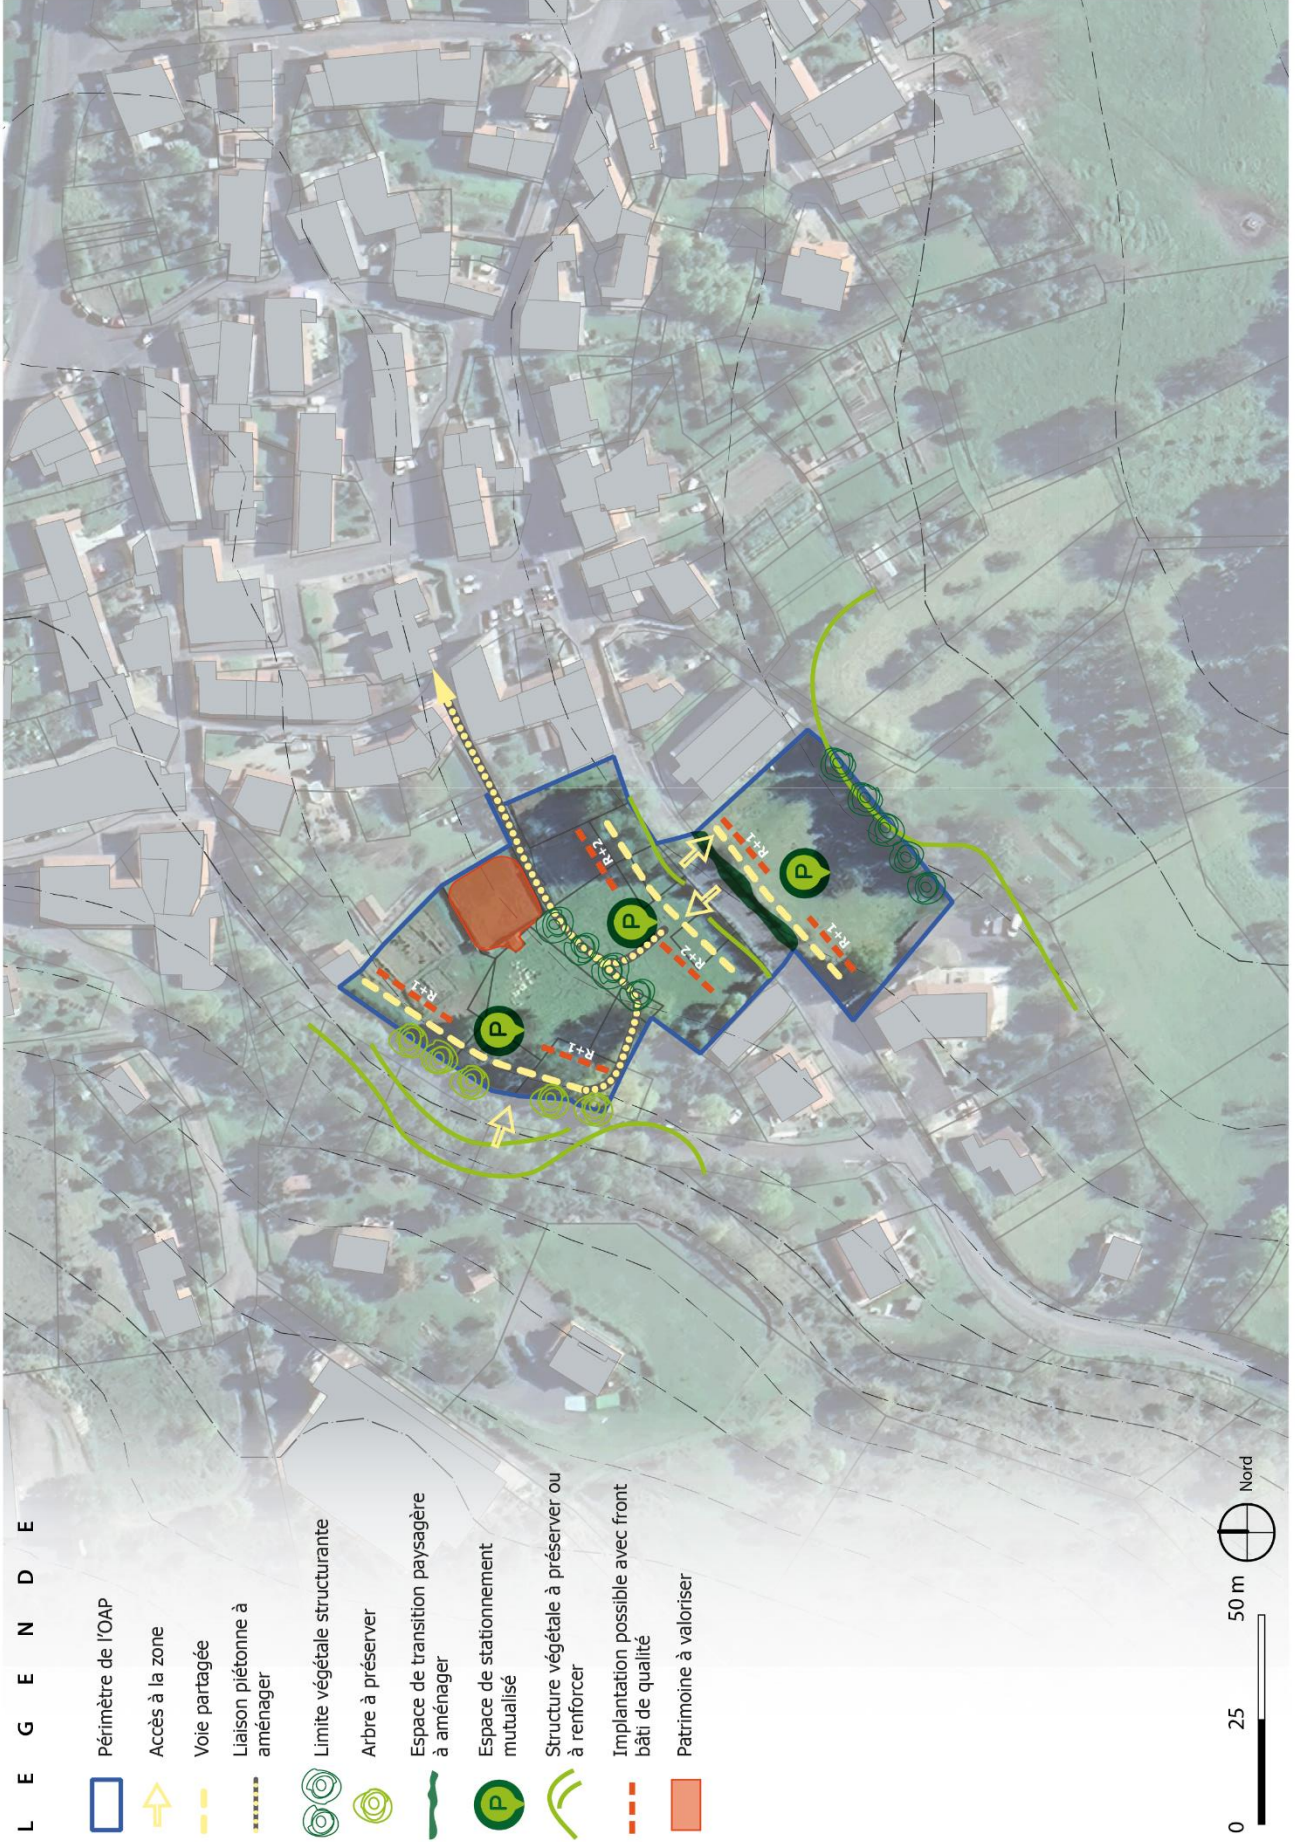 L E G E N D E
Périmètre de l'OAP
Accès à la zone
Voie partagée
Liaison piétonne à
aménager
Limite végétale structurante
Arbre à préserver
Espace de transition paysagère
à aménager
P
Espace de stationnement
mutualisé
Structure végétale à préserver ou
à renforcer
Implantation possible avec front
bâti de qualité
Patrimoine à valoriser
0 25 50 m
Nord
R+1
P
R+1
R+2
P
R+2
R+1
P
R+1